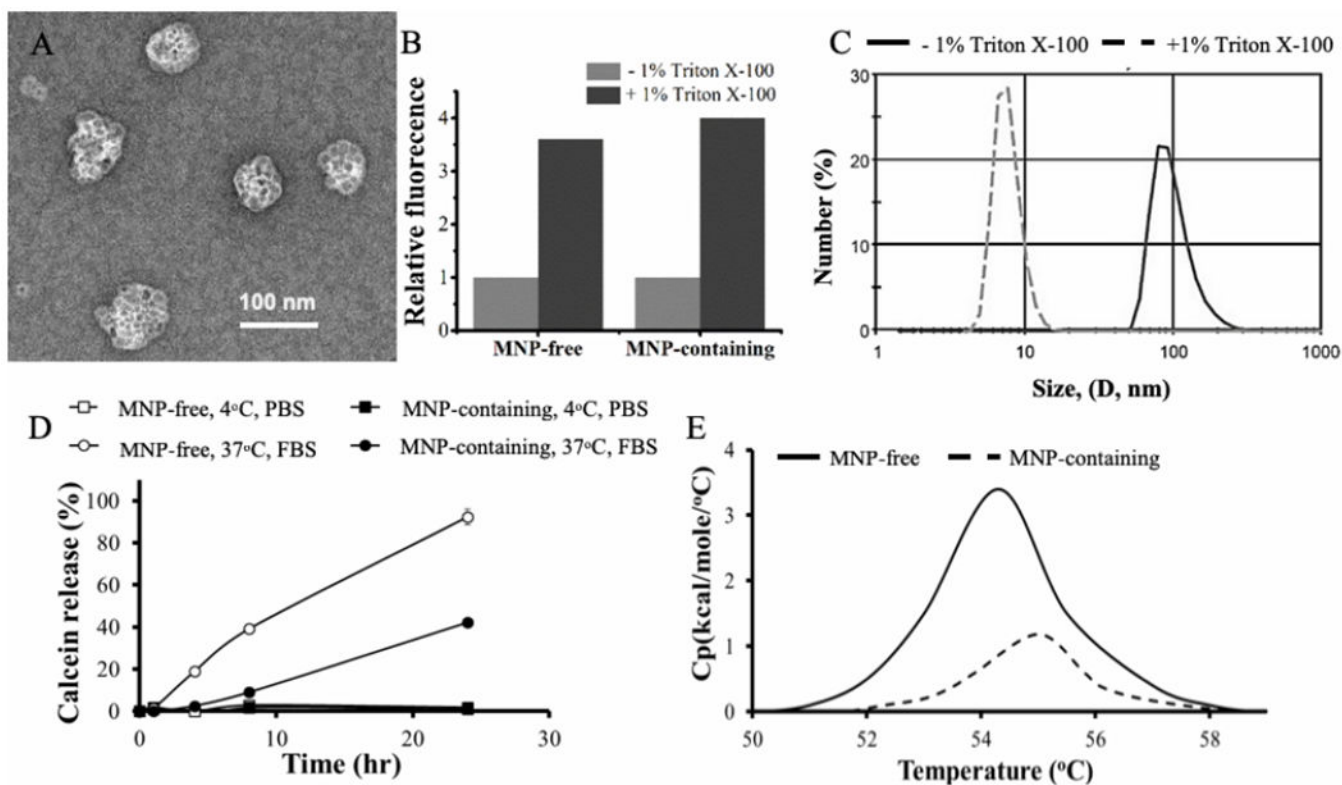 A
100 nm
B
- 1% Triton X-100
+ 1% Triton X-100
Relative fluorecence
4
3
2
1
0
MNP-free
MNP-containing
C
- 1% Triton X-100
+1% Triton X-100
Number (%)
30
20
10
0
1
10
100
1000
Size, (D, nm)
D
MNP-free, 4°C, PBS
MNP-containing, 4°C, PBS
MNP-free, 37°C, FBS
MNP-containing, 37°C, FBS
Calcein release (%)
100
80
60
40
20
0
0
10
20
30
Time (hr)
E
MNP-free
MNP-containing
Cp(kcal/mole/°C)
4
3
2
1
0
50
52
54
56
58
Temperature (°C)